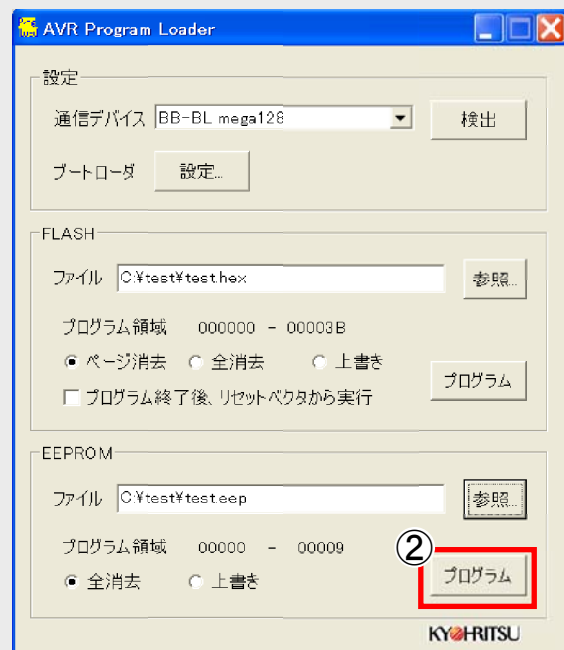 AVR Program Loader
設定
通信デバイス BB-BL mega128 検出
ブートローダ 設定...
FLASH
ファイル C:¥test¥test.hex 参照...
プログラム領域 000000 - 00003B
ページ消去 全消去 上書き
プログラム
プログラム終了後、リセットベクタから実行
EEPROM
ファイル C:¥test¥test.eep 参照...
プログラム領域 00000 - 00009
②
全消去 上書き プログラム
KYOHRITSU